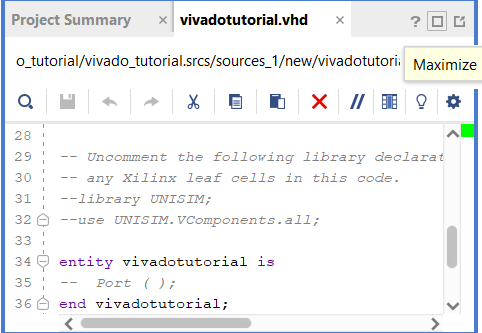 Project Summary × vivadotutorial.vhd × ?
o_tutorial/vivado_tutorial.srcs/sources_1/new/vivadotutoria
Maximize
//
28
29 -- Uncomment the following library declarat
30 -- any Xilinx leaf cells in this code.
31 --library UNISIM;
32 --use UNISIM.VComponents.all;
33
34 entity vivadotutorial is
35 --  Port ( );
36 end vivadotutorial;